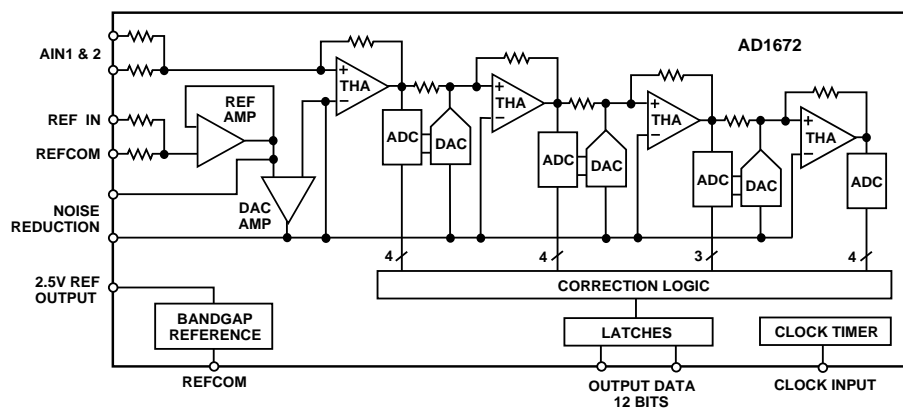 AD1672
AIN1 & 2
REF
AMP
REF IN
REFCOM
DAC
AMP
NOISE
REDUCTION
+
THA
–
ADC
DAC
+
THA
–
ADC
DAC
+
THA
–
ADC
DAC
+
THA
–
ADC
4
4
3
4
CORRECTION LOGIC
2.5V REF
OUTPUT
BANDGAP
REFERENCE
LATCHES
CLOCK TIMER
REFCOM
OUTPUT DATA
12 BITS
CLOCK INPUT